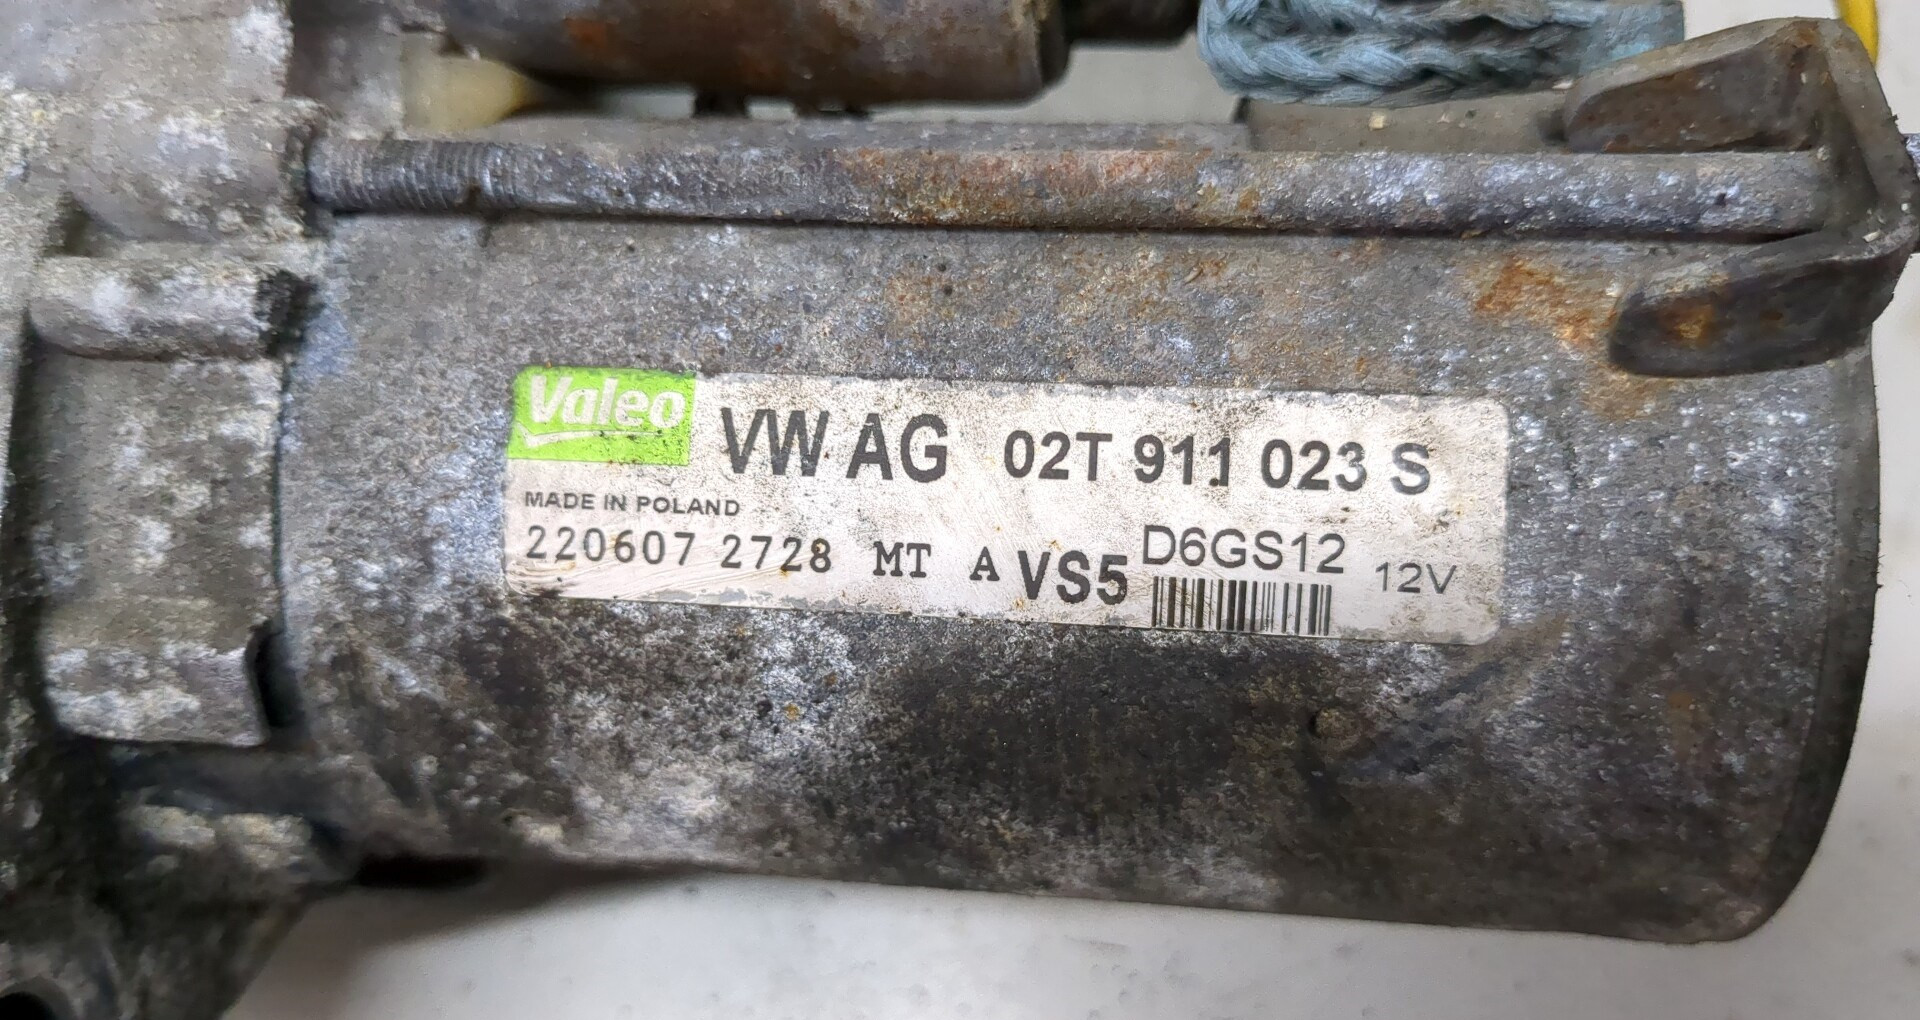 Valeo
VW AG 02T 911 023 S
MADE IN POLAND
220607 2728 MT A VS5 D6GS12 12V